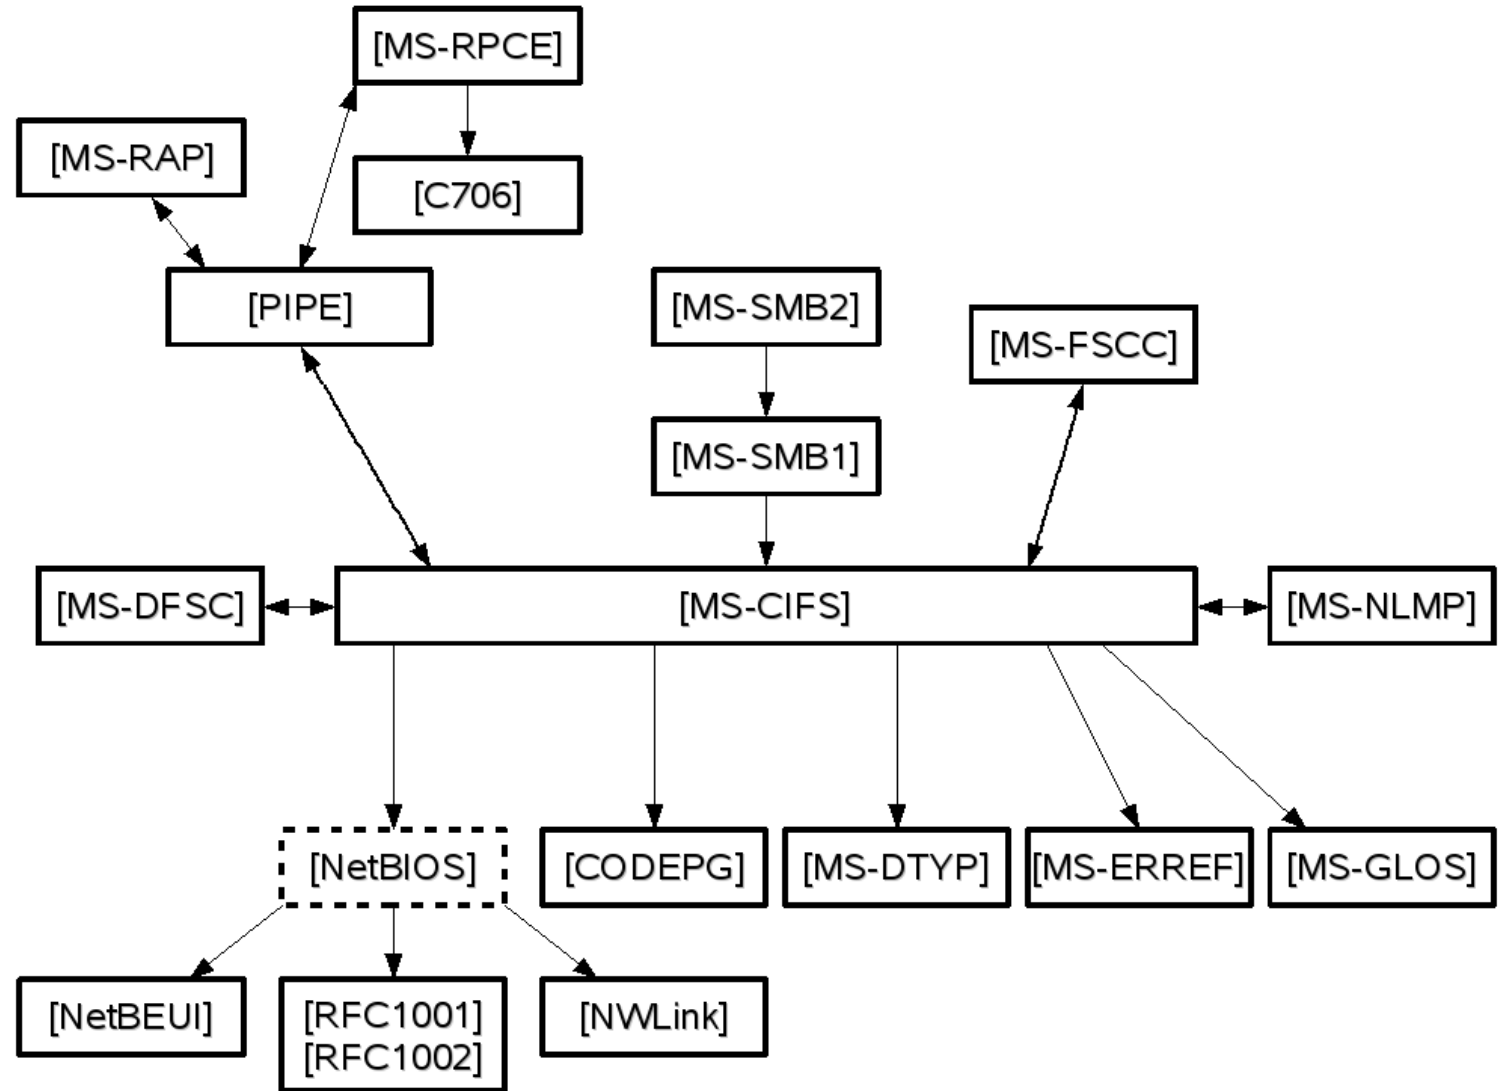 [MS-RPCE]
[MS-RAP]
[C706]
[PIPE]
[MS-SMB2]
[MS-FSCC]
[MS-SMB1]
[MS-DFSC]
[MS-CIFS]
[MS-NLMP]
[NetBIOS]
[CODEPG]
[MS-DTYP]
[MS-ERREF]
[MS-GLOS]
[NetBEUI]
[RFC1001]
[RFC1002]
[NWLink]